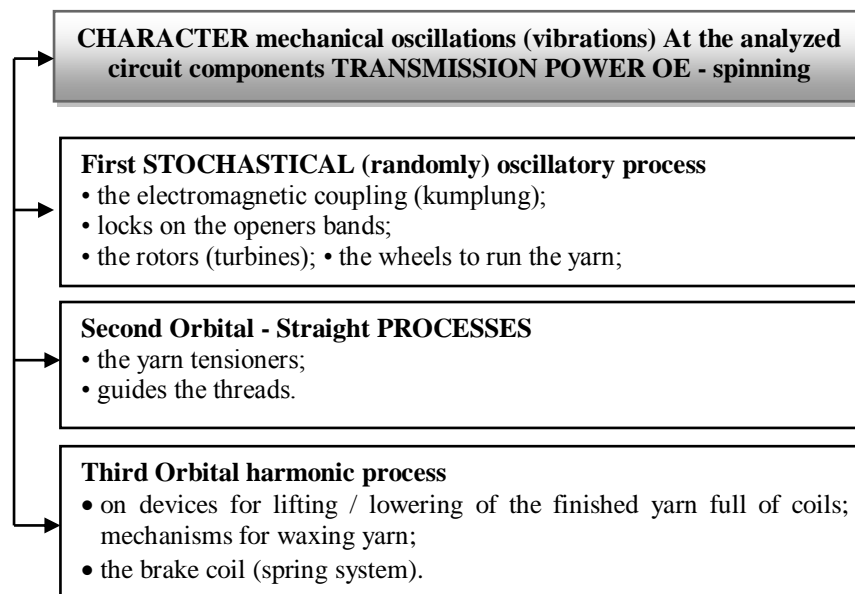 CHARACTER mechanical oscillations (vibrations) At the analyzed
circuit components TRANSMISSION POWER OE - spinning
First STOCHASTICAL (randomly) oscillatory process
• the electromagnetic coupling (kumplung);
• locks on the openers bands;
• the rotors (turbines); • the wheels to run the yarn;
Second Orbital - Straight PROCESSES
• the yarn tensioners;
• guides the threads.
Third Orbital harmonic process
• on devices for lifting / lowering of the finished yarn full of coils;
mechanisms for waxing yarn;
• the brake coil (spring system).